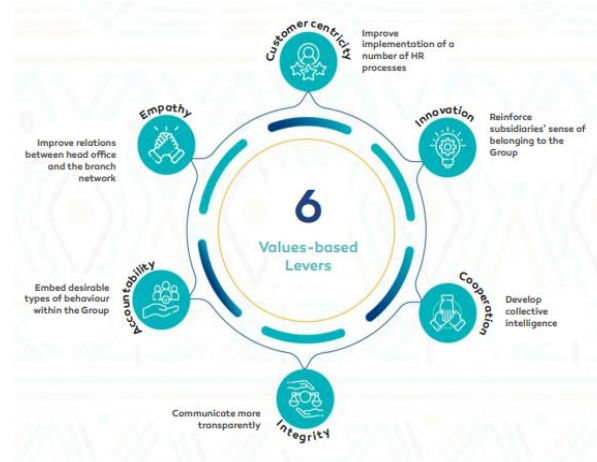 Customer centricity
Improve
implementation of a
number of HR
processes
Innovation
Reinforce
subsidiaries' sense of
belonging to the
Group
Cooperation
Develop
collective
intelligence
Integrity
Communicate more
transparently
Accountability
Embed desirable
types of behaviour
within the Group
Empathy
Improve relations
between head office
and the branch
network
6
Values-based
Levers